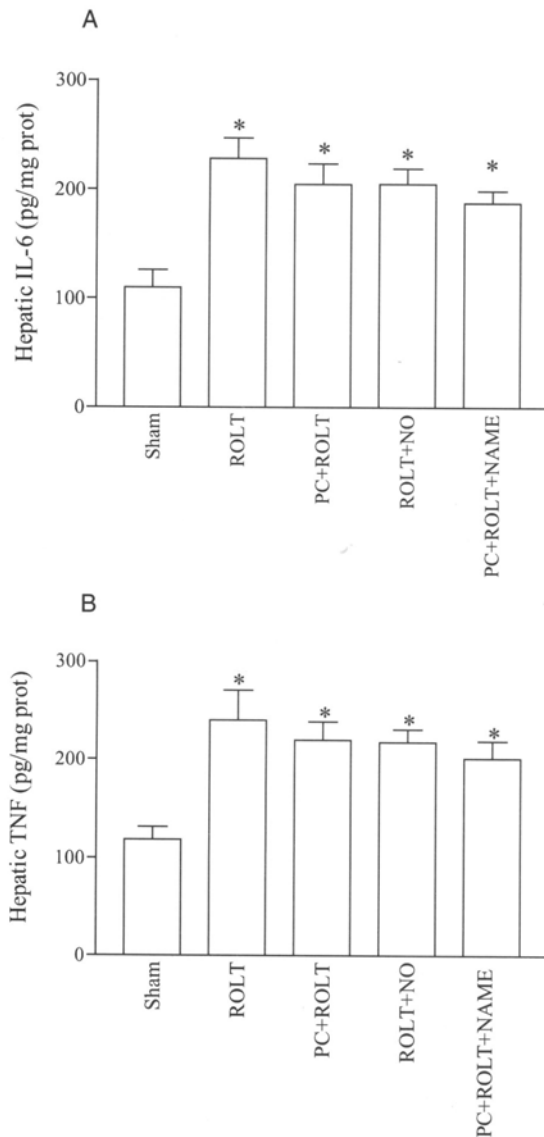 A
Hepatic IL-6 (pg/mg prot)
300
200
100
0
*
*
*
*
Sham
ROLT
PC+ROLT
ROLT+NO
PC+ROLT+NAME
B
Hepatic TNF (pg/mg prot)
300
200
100
0
*
*
*
*
Sham
ROLT
PC+ROLT
ROLT+NO
PC+ROLT+NAME